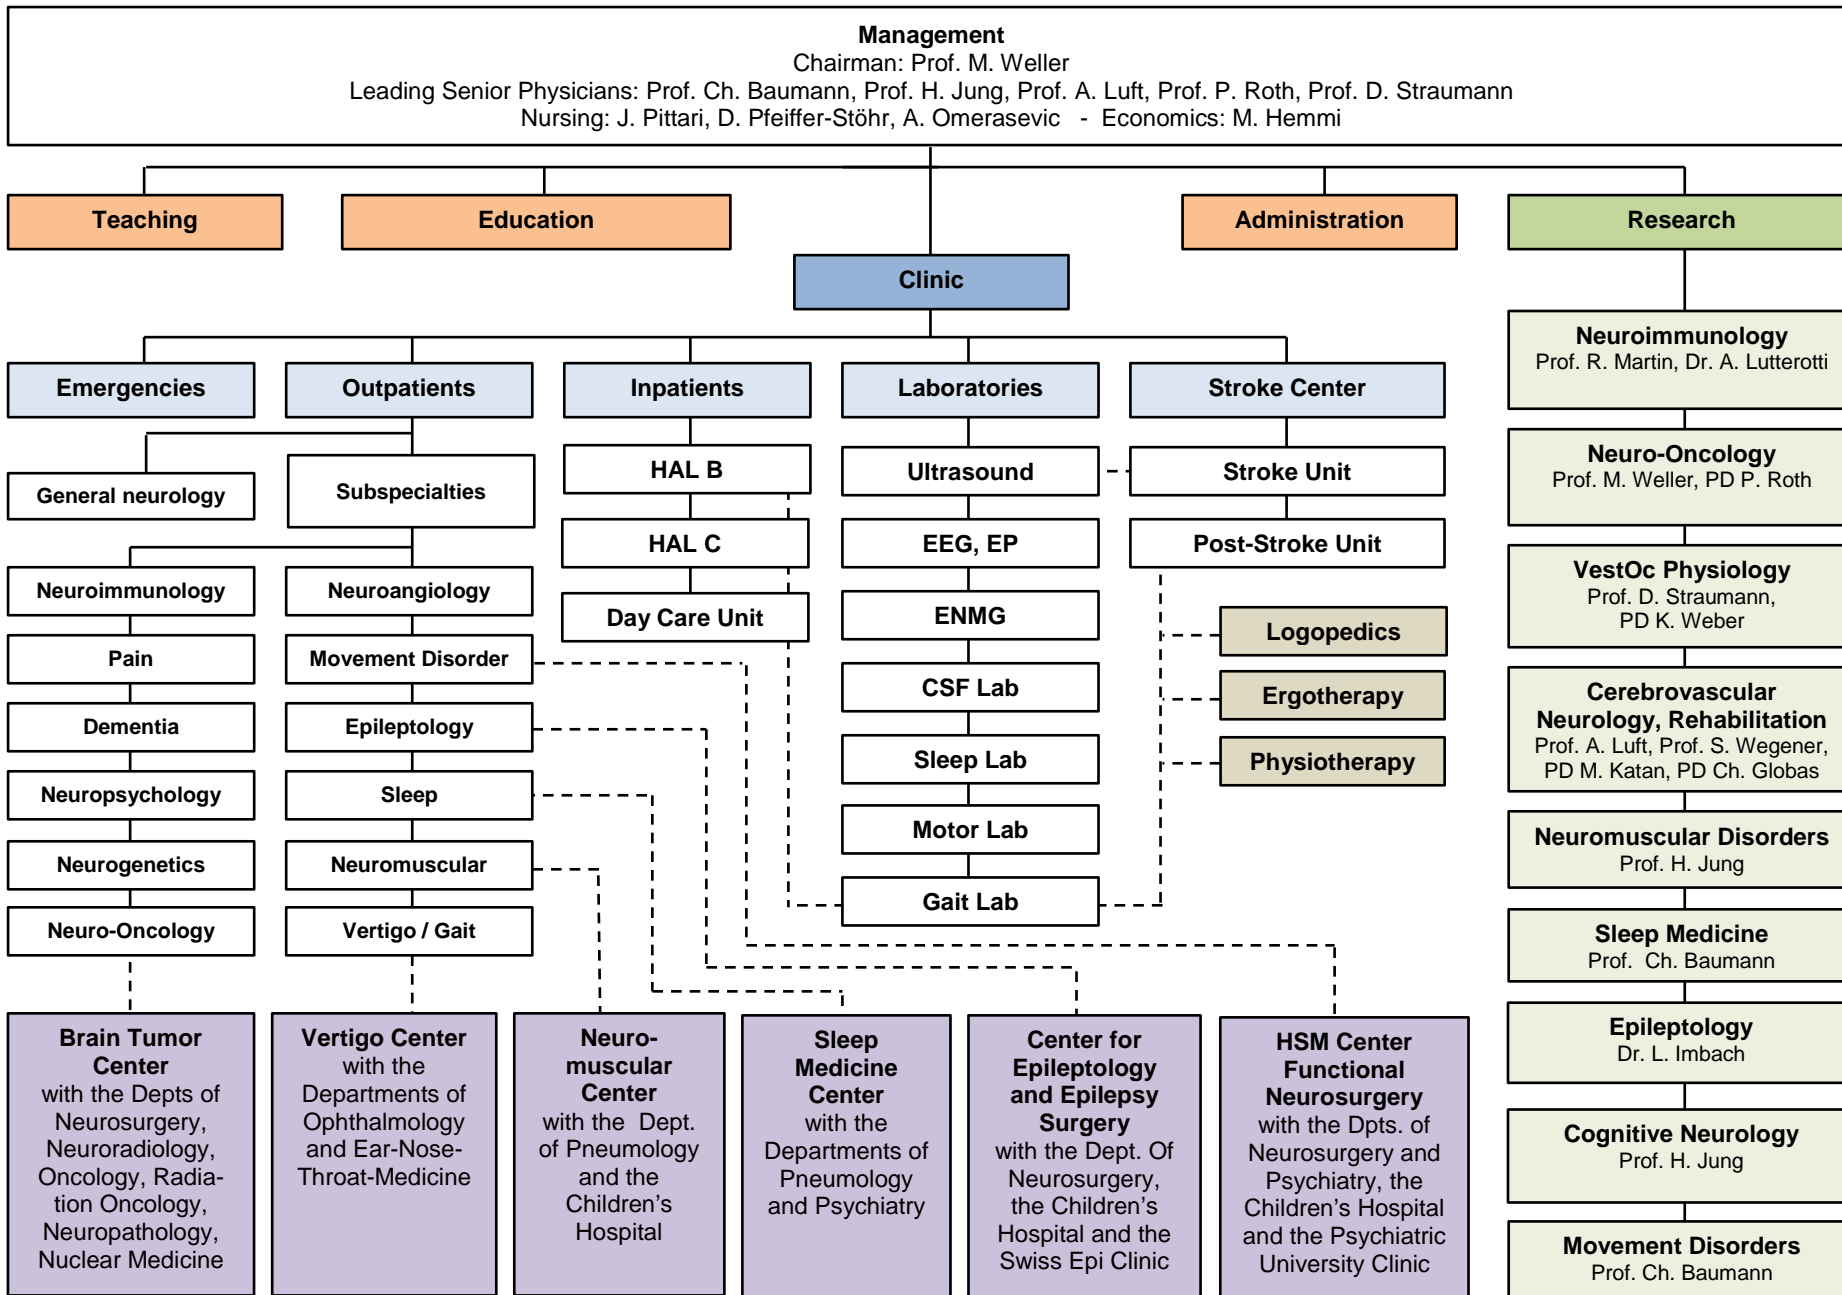 Management
Chairman: Prof. M. Weller
Leading Senior Physicians: Prof. Ch. Baumann, Prof. H. Jung, Prof. A. Luft, Prof. P. Roth, Prof. D. Straumann
Nursing: J. Pittari, D. Pfeiffer-Stöhr, A. Omerasevic - Economics: M. Hemmi
Teaching
Education
Administration
Research
Clinic
Emergencies
Outpatients
Inpatients
Laboratories
Stroke Center
General neurology
Subspecialties
Neuroimmunology
Pain
Dementia
Neuropsychology
Neurogenetics
Neuro-Oncology
Neuroangiology
Movement Disorder
Epileptology
Sleep
Neuromuscular
Vertigo / Gait
HAL B
HAL C
Day Care Unit
Ultrasound
EEG, EP
ENMG
CSF Lab
Sleep Lab
Motor Lab
Gait Lab
Stroke Unit
Post-Stroke Unit
Logopedics
Ergotherapy
Physiotherapy
Brain Tumor
Center
with the Depts of
Neurosurgery,
Neuroradiology,
Oncology, Radia-
tion Oncology,
Neuropathology,
Nuclear Medicine
Vertigo Center
with the
Departments of
Ophthalmology
and Ear-Nose-
Throat-Medicine
Neuro-
muscular
Center
with the Dept.
of Pneumology
and the
Children's
Hospital
Sleep
Medicine
Center
with the
Departments of
Pneumology
and Psychiatry
Center for
Epileptology
and Epilepsy
Surgery
with the Dept. Of
Neurosurgery,
the Children's
Hospital and the
Swiss Epi Clinic
HSM Center
Functional
Neurosurgery
with the Dpts. of
Neurosurgery and
Psychiatry, the
Children's Hospital
and the Psychiatric
University Clinic
Neuroimmunology
Prof. R. Martin, Dr. A. Lutterotti
Neuro-Oncology
Prof. M. Weller, PD P. Roth
VestOc Physiology
Prof. D. Straumann,
PD K. Weber
Cerebrovascular
Neurology, Rehabilitation
Prof. A. Luft, Prof. S. Wegener,
PD M. Katan, PD Ch. Globas
Neuromuscular Disorders
Prof. H. Jung
Sleep Medicine
Prof. Ch. Baumann
Epileptology
Dr. L. Imbach
Cognitive Neurology
Prof. H. Jung
Movement Disorders
Prof. Ch. Baumann